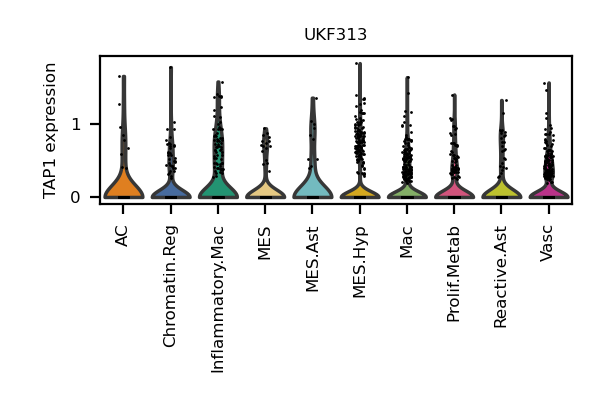 UKF313
TAP1 expression
1
0
AC
Chromatin.Reg
Inflammatory.Mac
MES
MES.Ast
MES.Hyp
Mac
Prolif.Metab
Reactive.Ast
Vasc